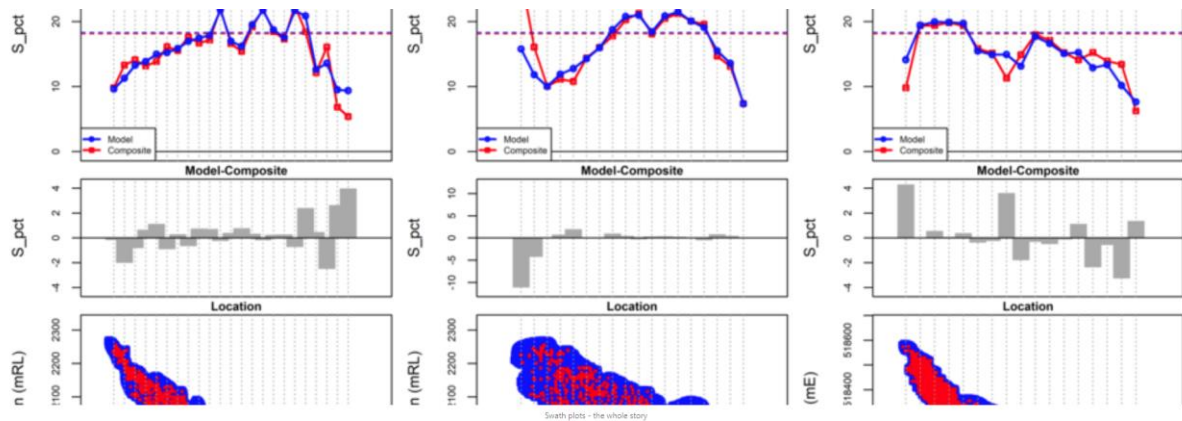 S_pct
20
10
0
Model
Composite
S_pct
20
10
0
Model
Composite
S_pct
20
10
0
Model
Composite
Model-Composite
S_pct
4
2
0
-2
-4
Model-Composite
S_pct
10
5
0
-5
-10
Model-Composite
S_pct
4
2
0
-2
-4
Location
n (mRL)
2300
2200
2100
Location
n (mRL)
2300
2200
2100
Location
(mE)
518600
518400
Swath plots - the whole story